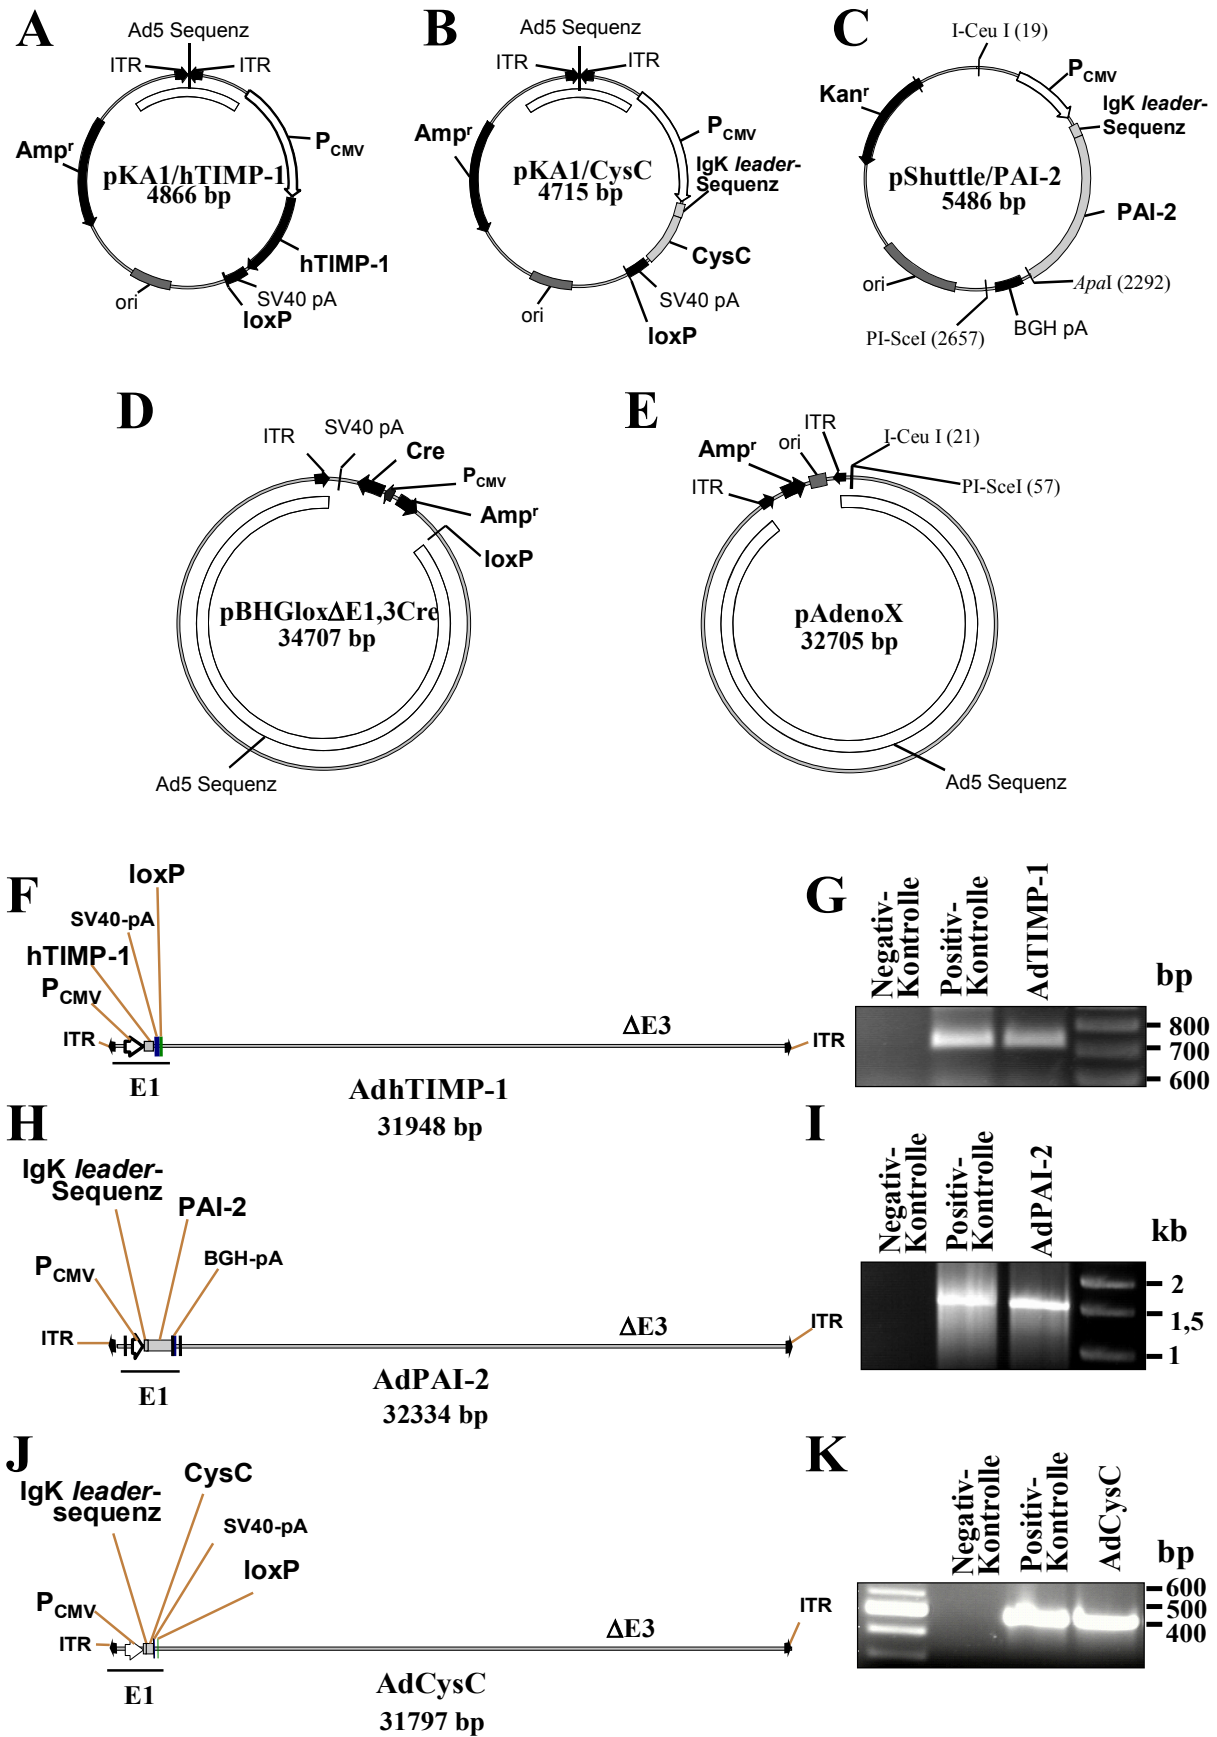 A
Ad5 Sequenz
ITR
ITR
Ampʳ
P_CMV
pKA1/hTIMP-1
4866 bp
hTIMP-1
SV40 pA
loxP
ori
B
Ad5 Sequenz
ITR
ITR
Ampʳ
P_CMV
IgK leader-
Sequenz
pKA1/CysC
4715 bp
CysC
SV40 pA
loxP
ori
C
I-Ceu I (19)
P_CMV
Kanʳ
IgK leader-
Sequenz
pShuttle/PAI-2
5486 bp
PAI-2
ori
ApaI (2292)
BGH pA
PI-SceI (2657)
D
ITR
SV40 pA
Cre
P_CMV
Ampʳ
loxP
pBHGloxΔE1,3Cre
34707 bp
Ad5 Sequenz
E
ITR
ori
Ampʳ
ITR
I-Ceu I (21)
PI-SceI (57)
pAdenoX
32705 bp
Ad5 Sequenz
F
loxP
SV40-pA
hTIMP-1
P_CMV
ITR
ΔE3
ITR
E1
AdhTIMP-1
31948 bp
G
Negativ-
Kontrolle
Positiv-
Kontrolle
AdTIMP-1
bp
800
700
600
H
IgK leader-
Sequenz
PAI-2
BGH-pA
P_CMV
ITR
ΔE3
ITR
E1
AdPAI-2
32334 bp
I
Negativ-
Kontrolle
Positiv-
Kontrolle
AdPAI-2
kb
2
1,5
1
J
CysC
IgK leader-
sequenz
SV40-pA
loxP
P_CMV
ITR
ΔE3
ITR
E1
AdCysC
31797 bp
K
Negativ-
Kontrolle
Positiv-
Kontrolle
AdCysC
bp
600
500
400